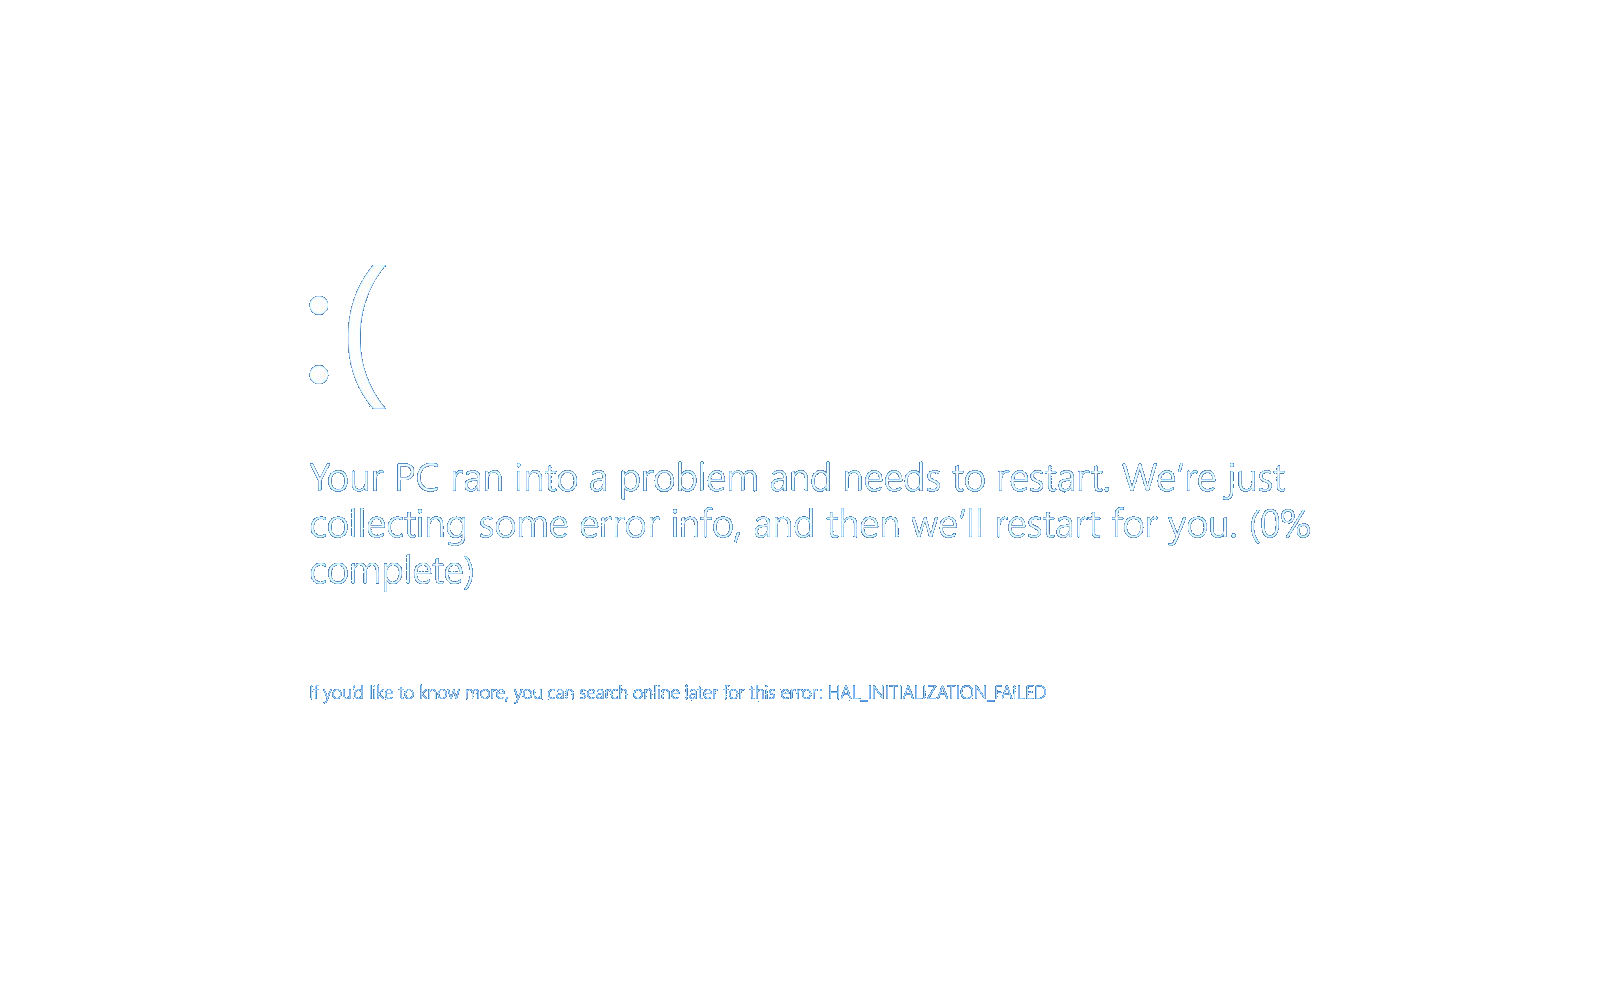 :(
Your PC ran into a problem and needs to restart. We're just
collecting some error info, and then we'll restart for you. (0%
complete)
If you'd like to know more, you can search online later for this error: HAL_INITIALIZATION_FAILED